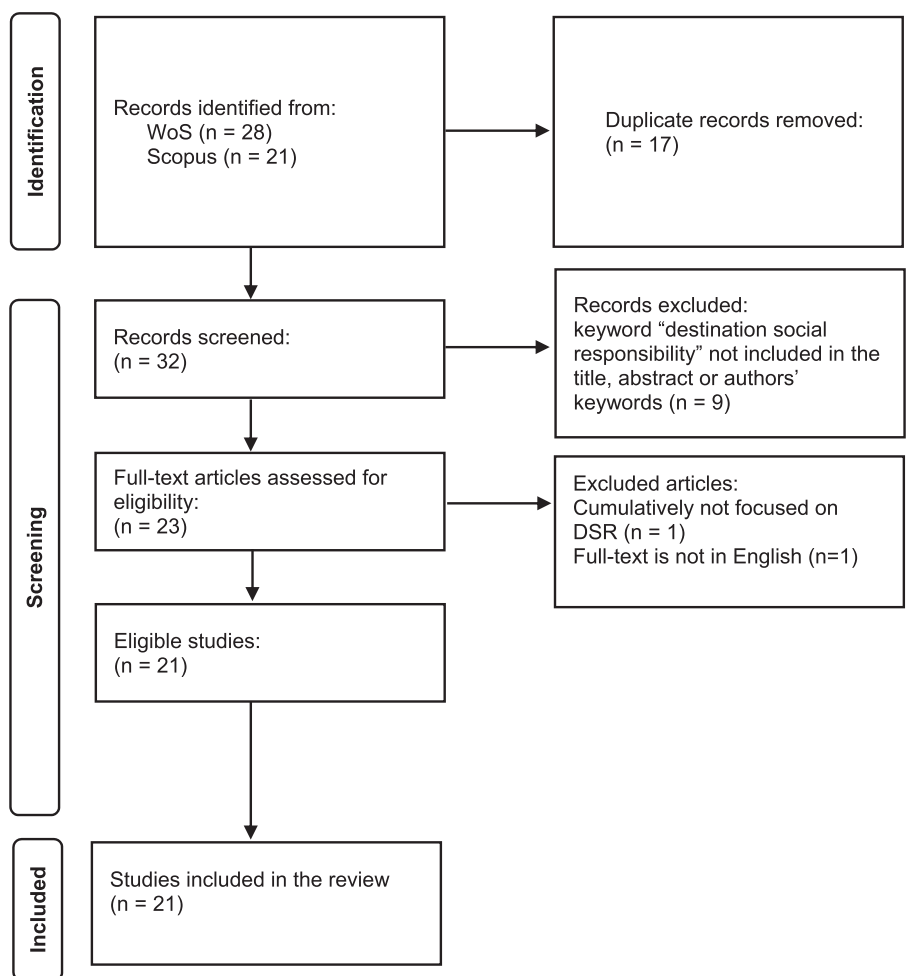 Identification
Records identified from:
WoS (n = 28)
Scopus (n = 21)
Duplicate records removed:
(n = 17)
Screening
Records screened:
(n = 32)
Records excluded:
keyword “destination social
responsibility” not included in the
title, abstract or authors’
keywords (n = 9)
Full-text articles assessed for
eligibility:
(n = 23)
Excluded articles:
Cumulatively not focused on
DSR (n = 1)
Full-text is not in English (n=1)
Eligible studies:
(n = 21)
Included
Studies included in the review
(n = 21)